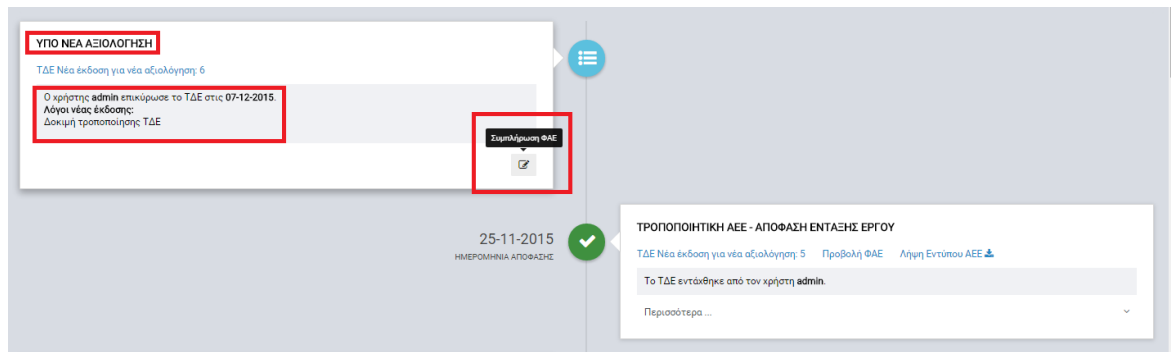 ΥΠΟ ΝΕΑ ΑΞΙΟΛΟΓΗΣΗ
ΤΔΕ Νέα έκδοση για νέα αξιολόγηση: 6
Ο χρήστης admin επικύρωσε το ΤΔΕ στις 07-12-2015.
Λόγοι νέας έκδοσης:
Δοκιμή τροποποίησης ΤΔΕ
Συμπλήρωση ΦΑΕ
25-11-2015
ΗΜΕΡΟΜΗΝΙΑ ΑΠΟΦΑΣΗΣ
ΤΡΟΠΟΠΟΙΗΤΙΚΗ ΑΕΕ - ΑΠΟΦΑΣΗ ΕΝΤΑΞΗΣ ΕΡΓΟΥ
ΤΔΕ Νέα έκδοση για νέα αξιολόγηση: 5 Προβολή ΦΑΕ Λήψη Εντύπου ΑΕΕ
Το ΤΔΕ εντάχθηκε από τον χρήστη admin.
Περισσότερα ...